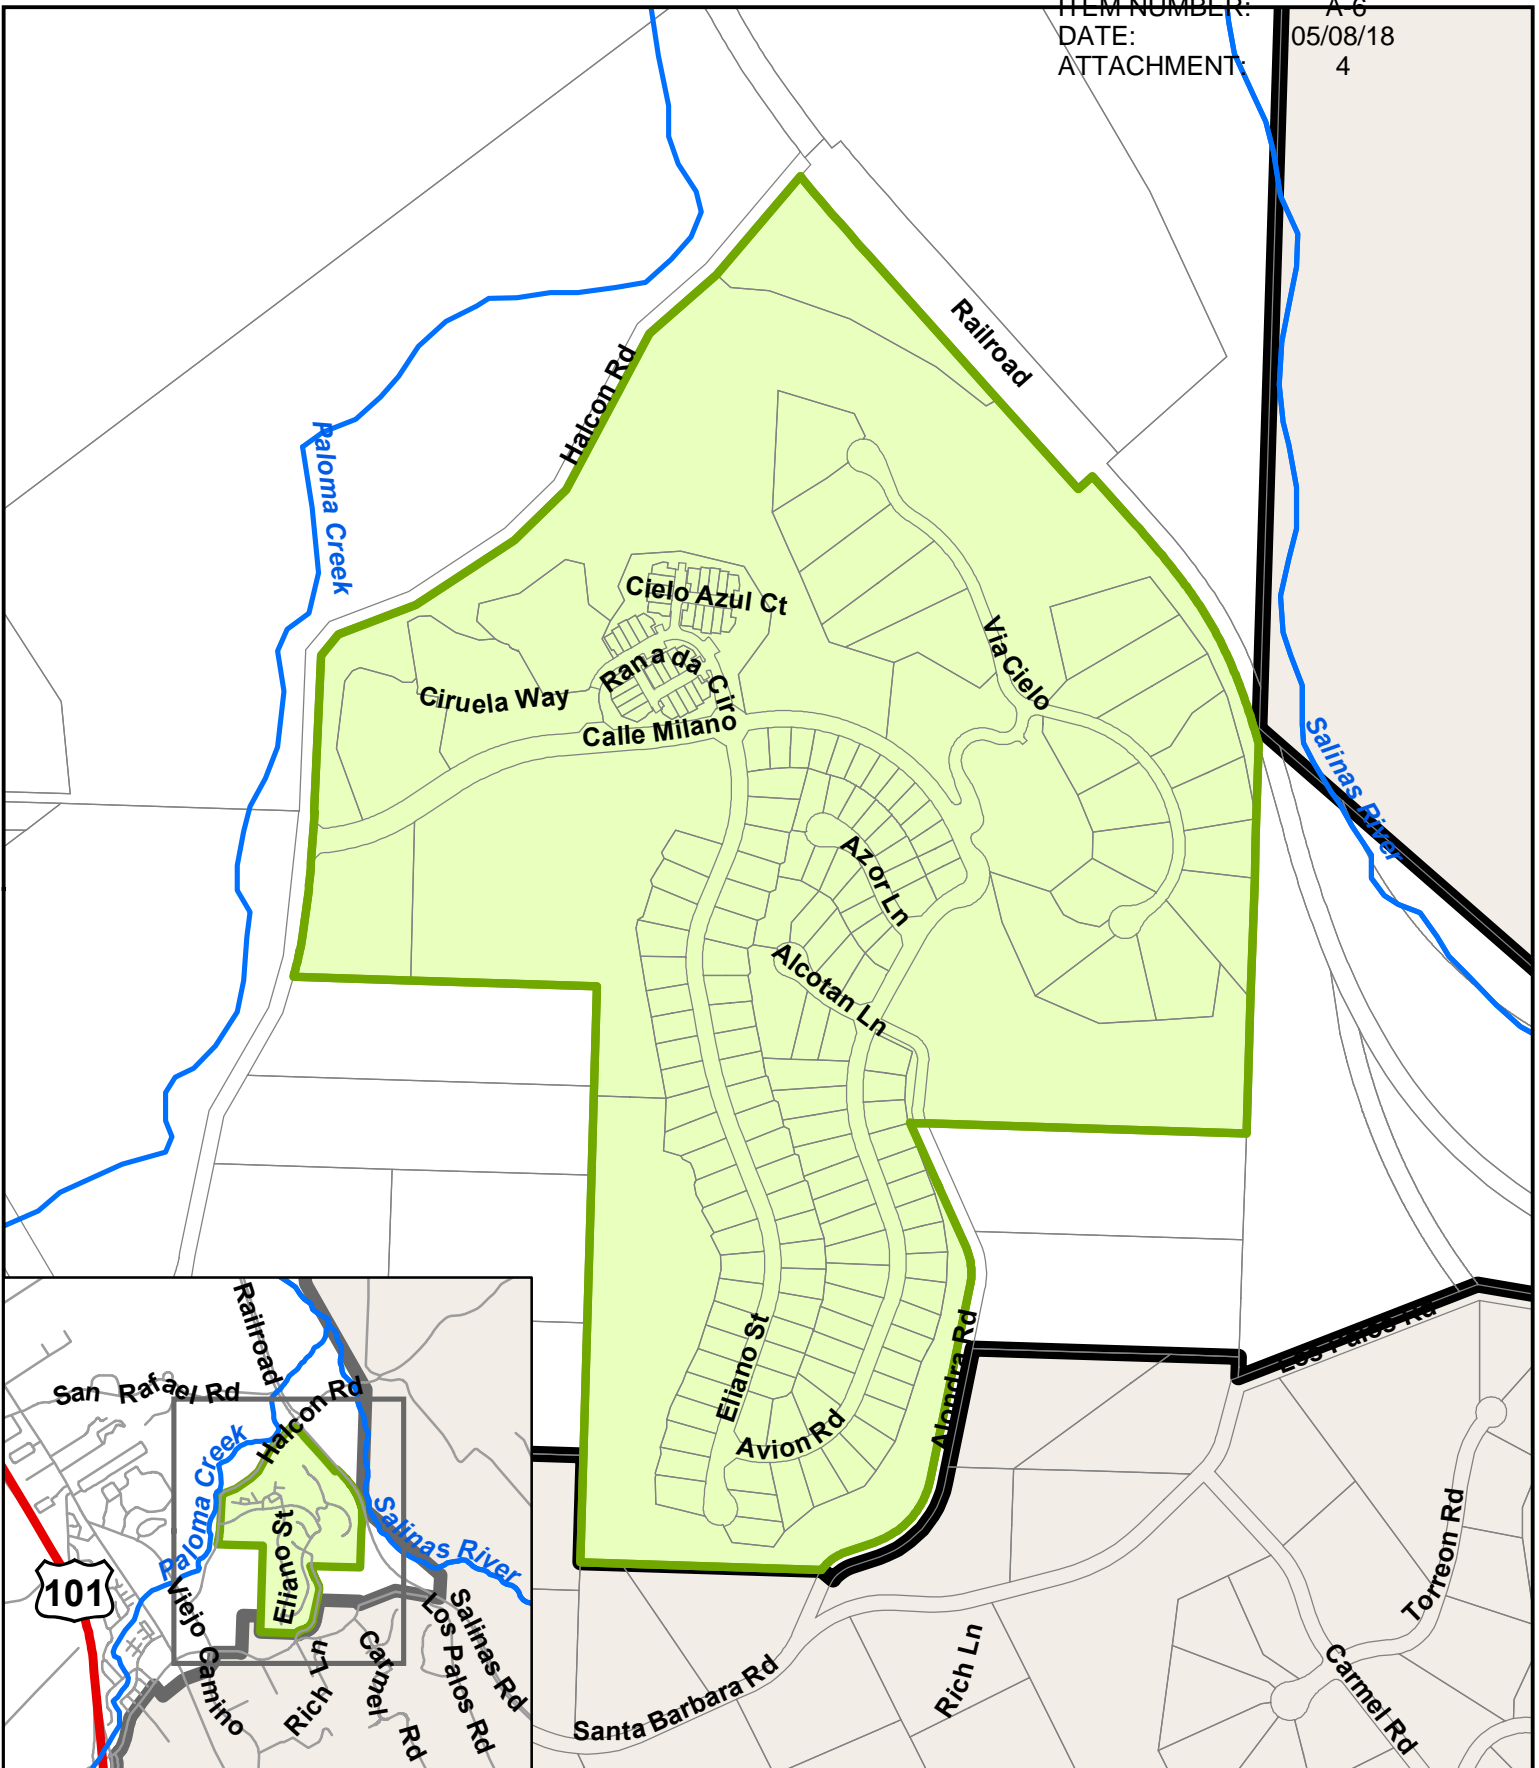 ITEM NUMBER: A-6
DATE: 05/08/18
ATTACHMENT: 4
Railroad
Halcon Rd
Paloma Creek
Cielo Azul Ct
Via Cielo
Ranada Cir
Ciruela Way
Calle Milano
Salinas River
Azor Ln
Alcotan Ln
Eliano St
Alondra Rd
Los Palos Rd
Avion Rd
Torreon Rd
Rich Ln
Carmel Rd
Santa Barbara Rd
Railroad
San Rafael Rd
Halcon Rd
Paloma Creek
Eliano St
Salinas River
101
Viejo Camino
Rich Ln
Carmel Rd
Los Palos Rd
Salinas Rd